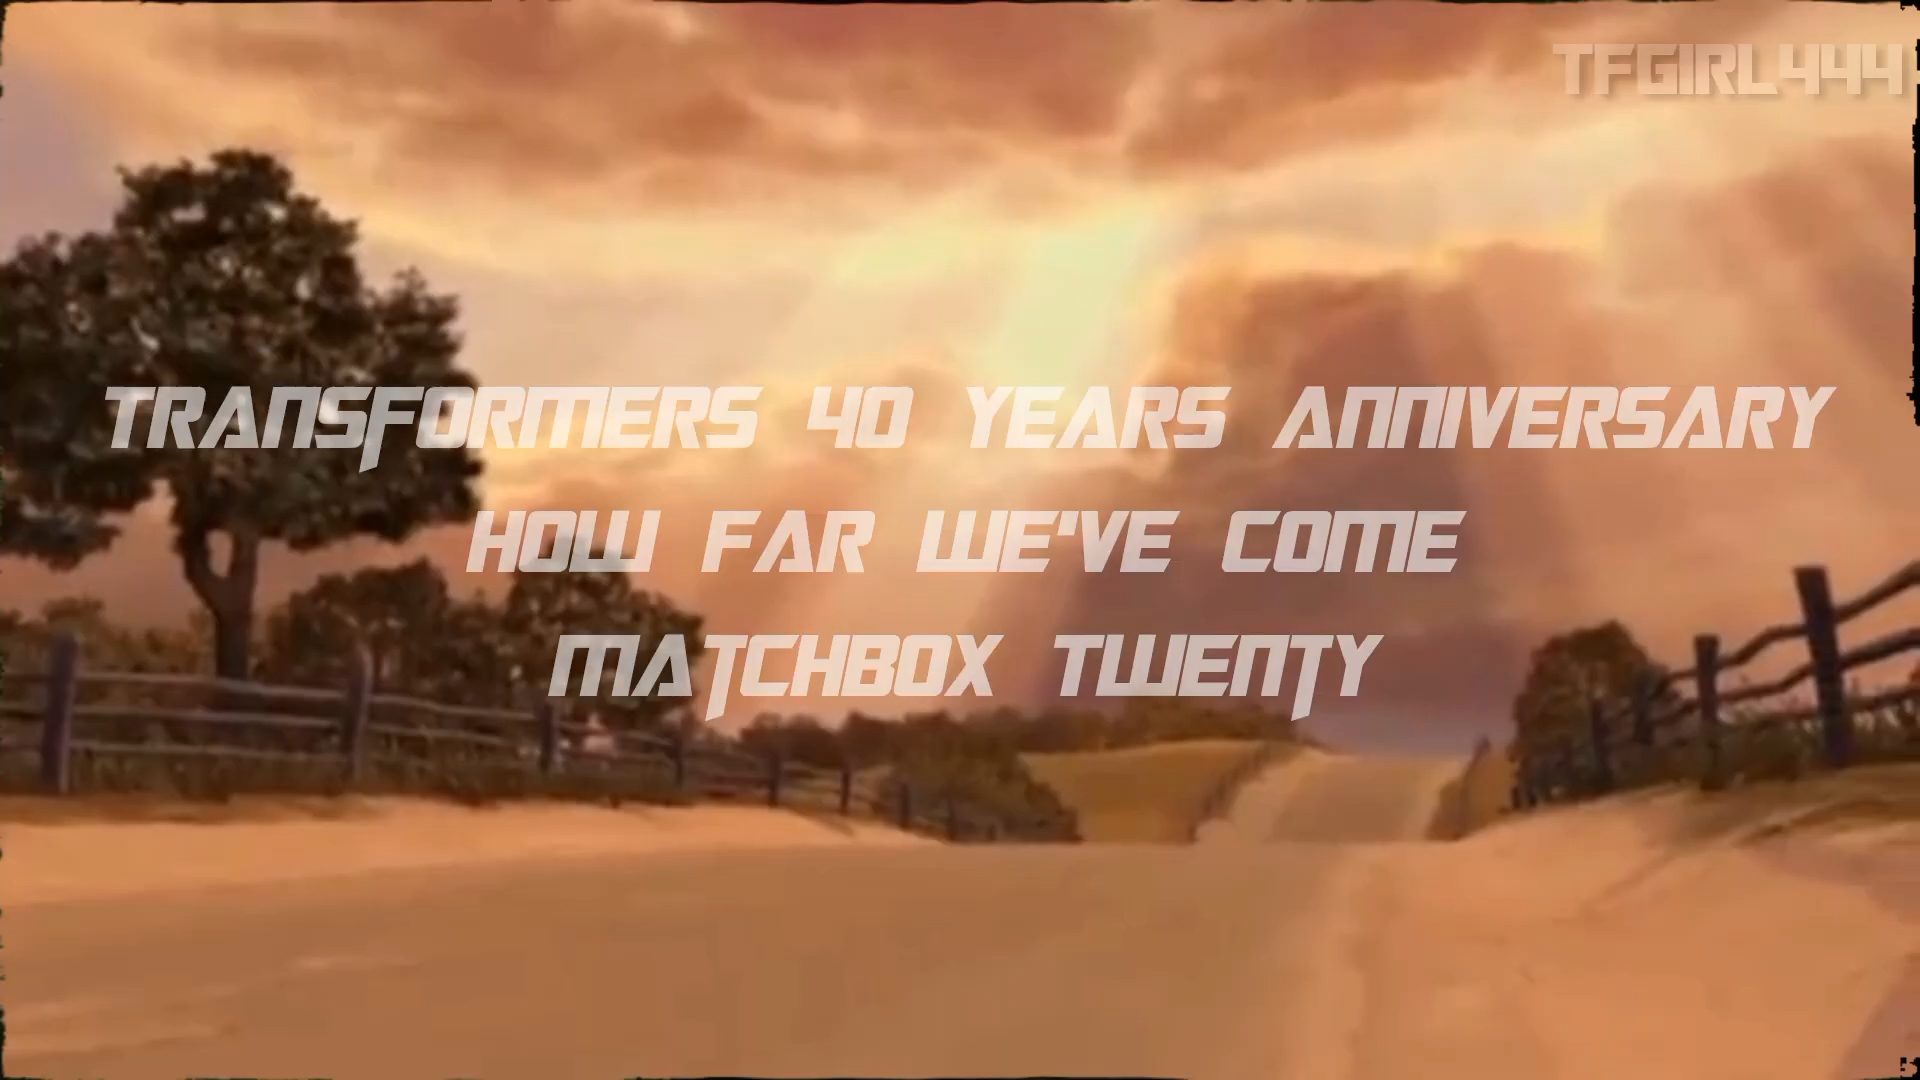 TFGIRL444
TRANSFORMERS 40 YEARS ANNIVERSARY
HOW FAR WE'VE COME
MATCHBOX TWENTY